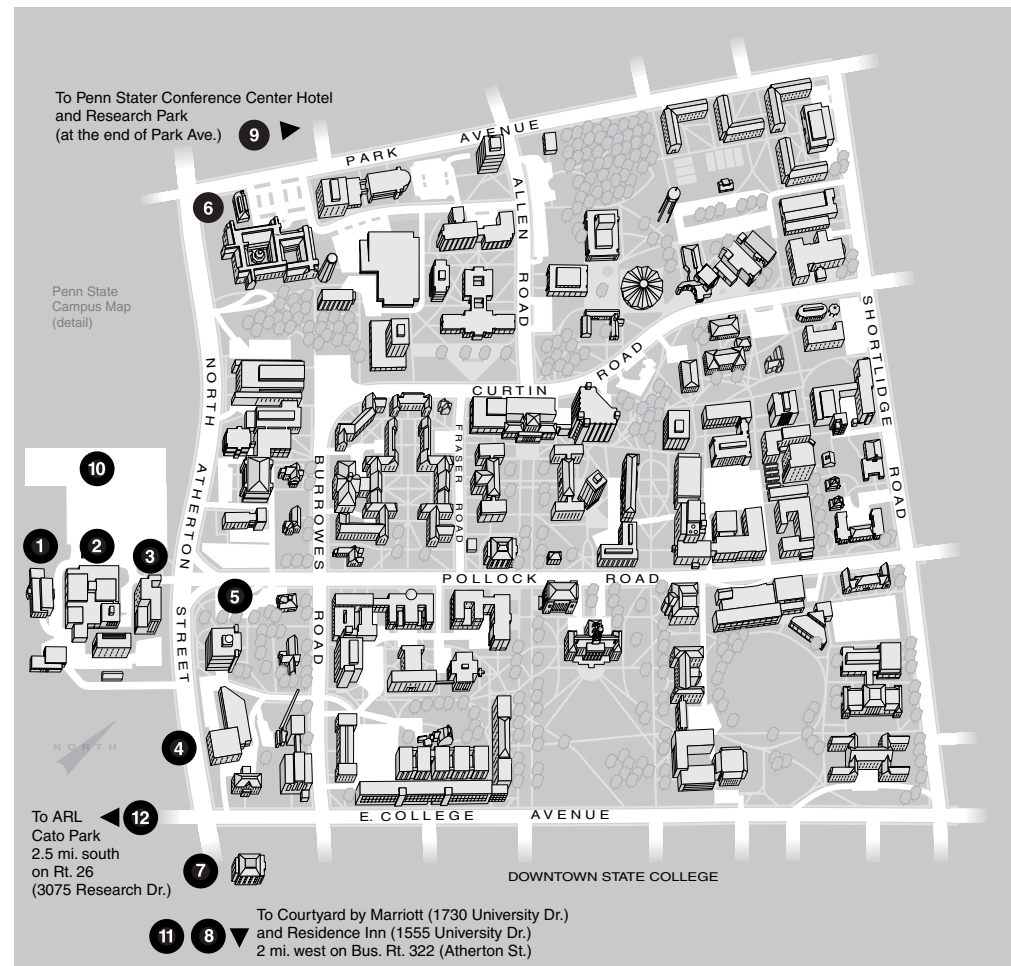 To Penn Stater Conference Center Hotel
and Research Park
(at the end of Park Ave.) 9
PARK AVENUE
ALLEN ROAD
6
Penn State
Campus Map
(detail)
SHORTLIDGE ROAD
NORTH ATHERTON STREET
CURTIN ROAD
FRASER ROAD
BURROWES ROAD
10
1
2
3
POLLOCK ROAD
5
NORTH
4
To ARL 12
Cato Park
2.5 mi. south
on Rt. 26
(3075 Research Dr.)
E. COLLEGE AVENUE
7
DOWNTOWN STATE COLLEGE
11 8
To Courtyard by Marriott (1730 University Dr.)
and Residence Inn (1555 University Dr.)
2 mi. west on Bus. Rt. 322 (Atherton St.)